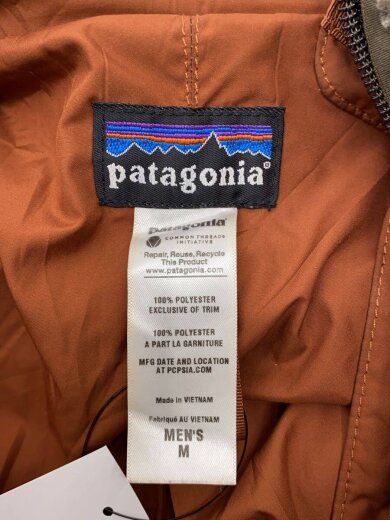 patagonia®
patagonia
COMMON THREADS
INITIATIVE
Repair, Reuse, Recycle
This Product
www.patagonia.com
100% POLYESTER
EXCLUSIVE OF TRIM
100% POLYESTER
A PART LA GARNITURE
MFG DATE AND LOCATION
AT PCPSIA.COM
Made in VIETNAM
Fabriqué AU VIETNAM
MEN'S
M